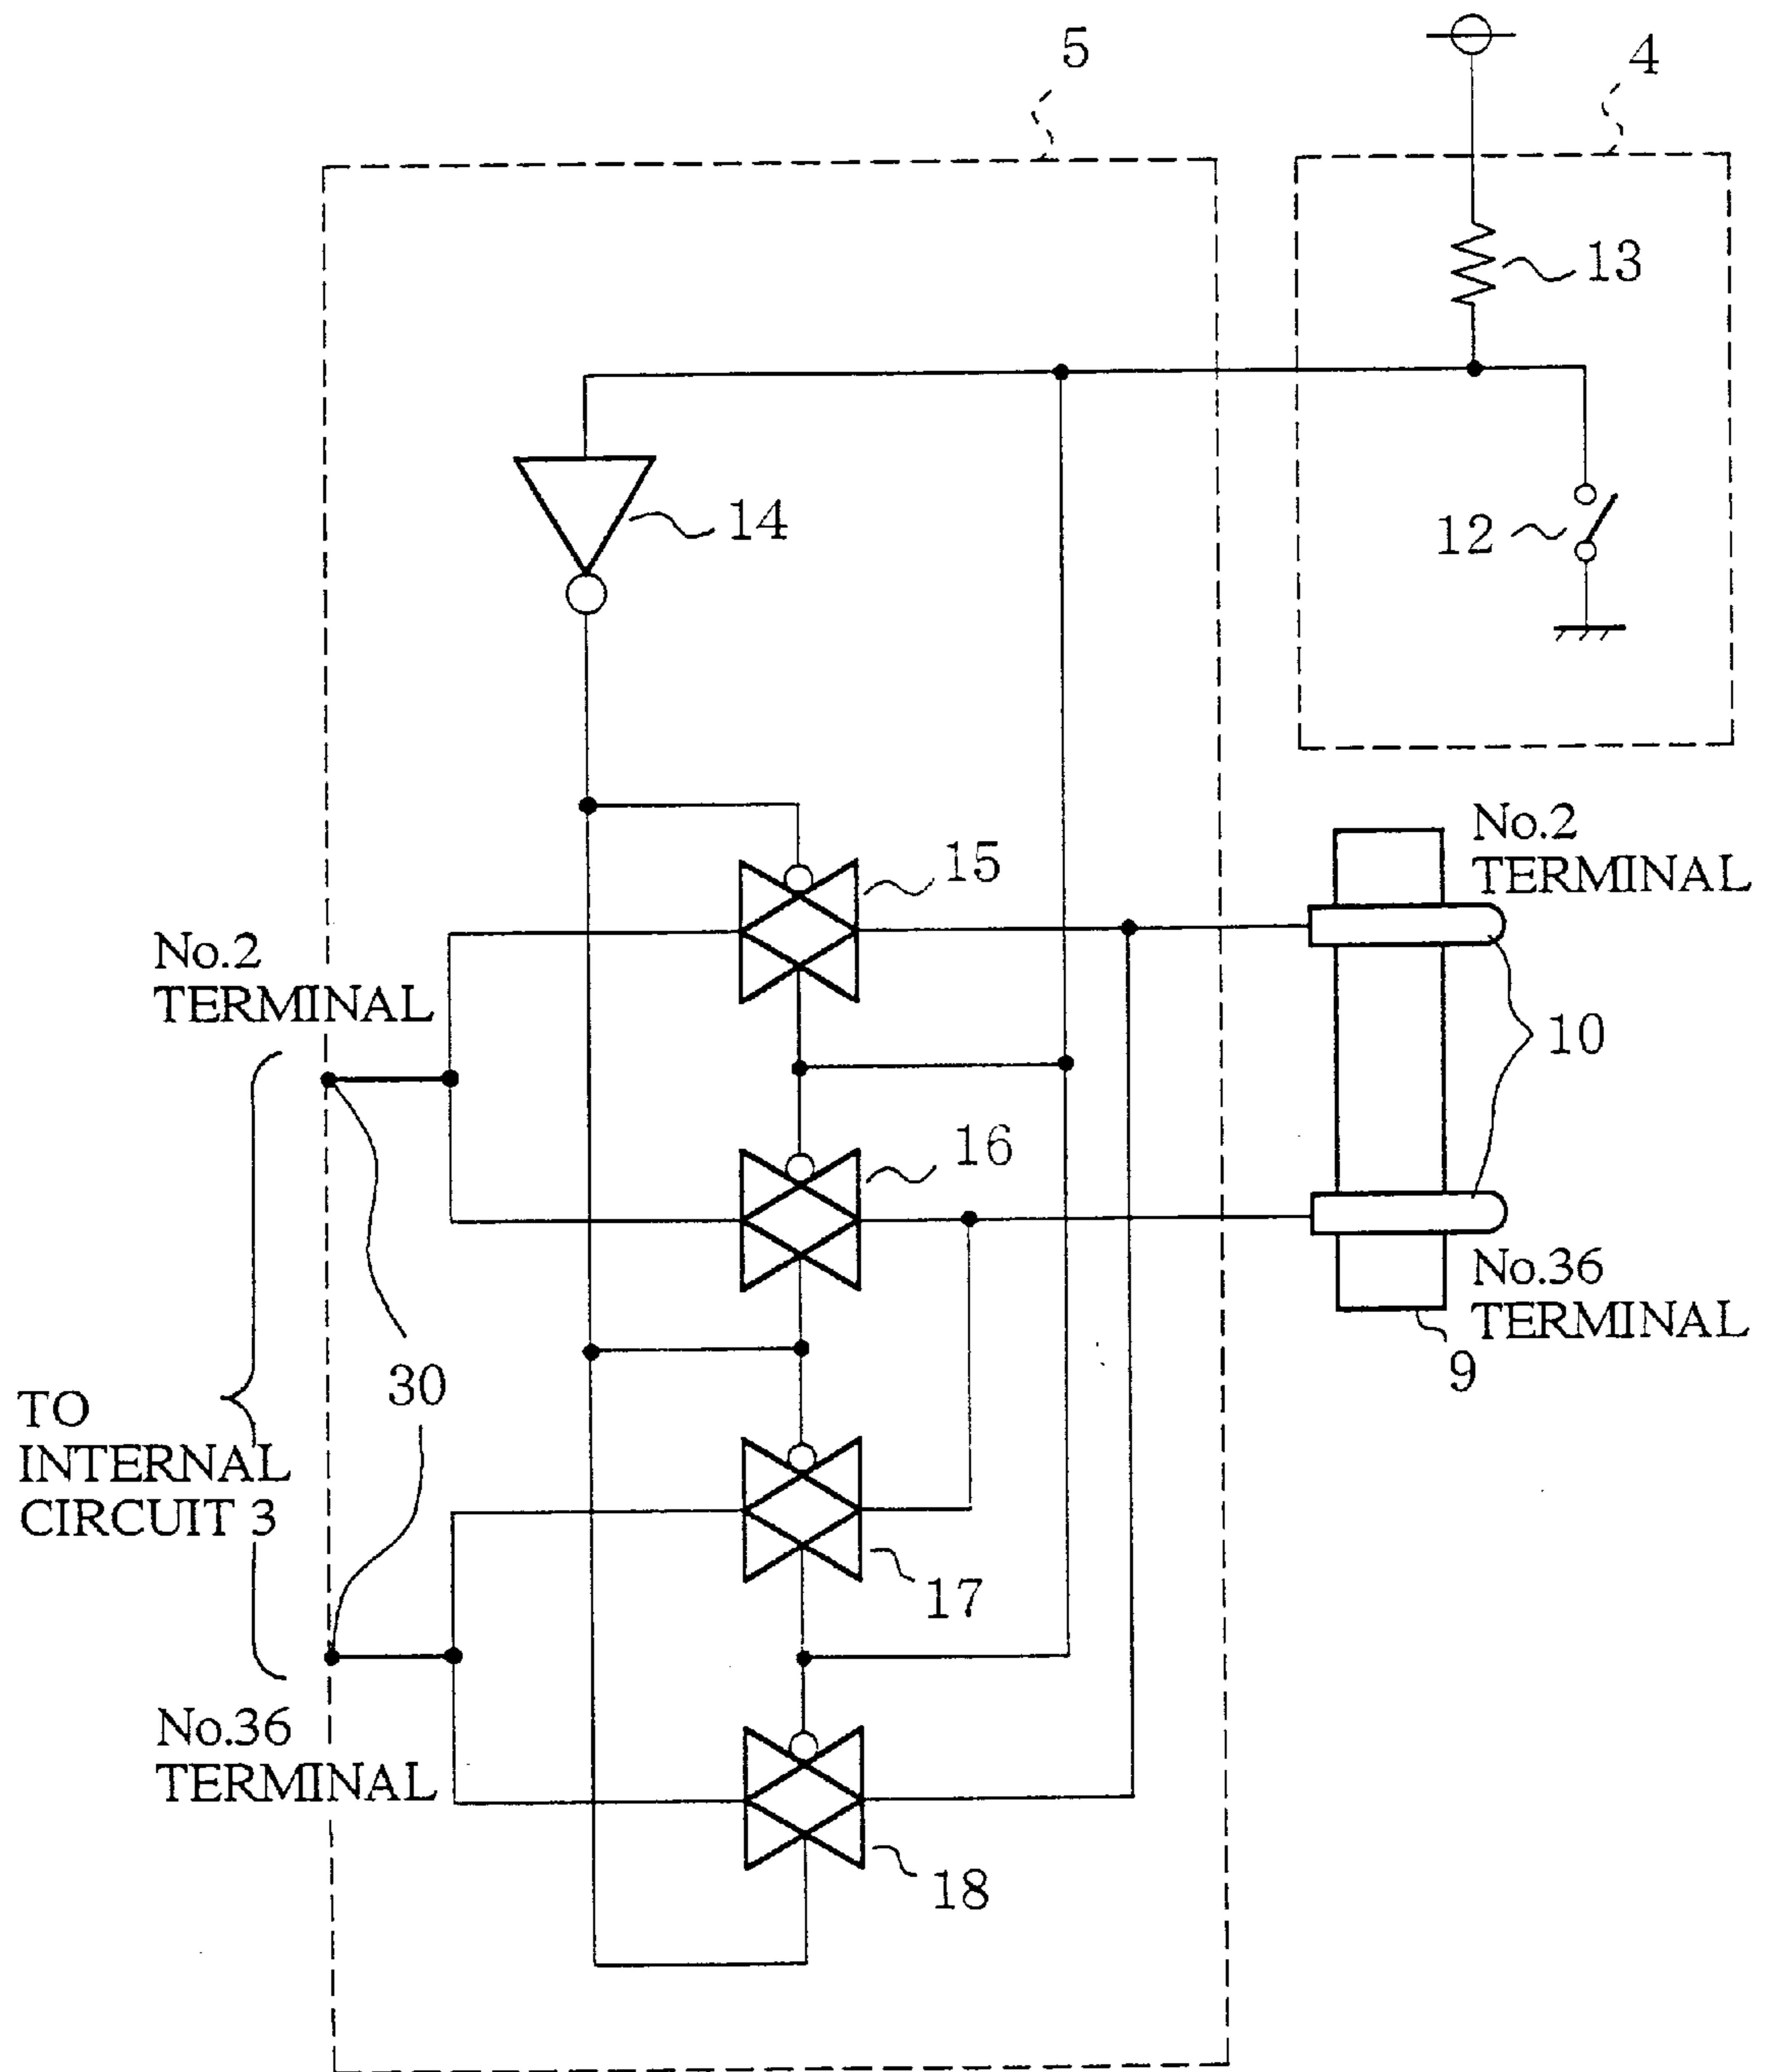 5
4
13
14
12
No.2
TERMINAL
15
No.2
TERMINAL
10
16
No.36
TERMINAL
9
30
TO
INTERNAL
CIRCUIT 3
17
No.36
TERMINAL
18